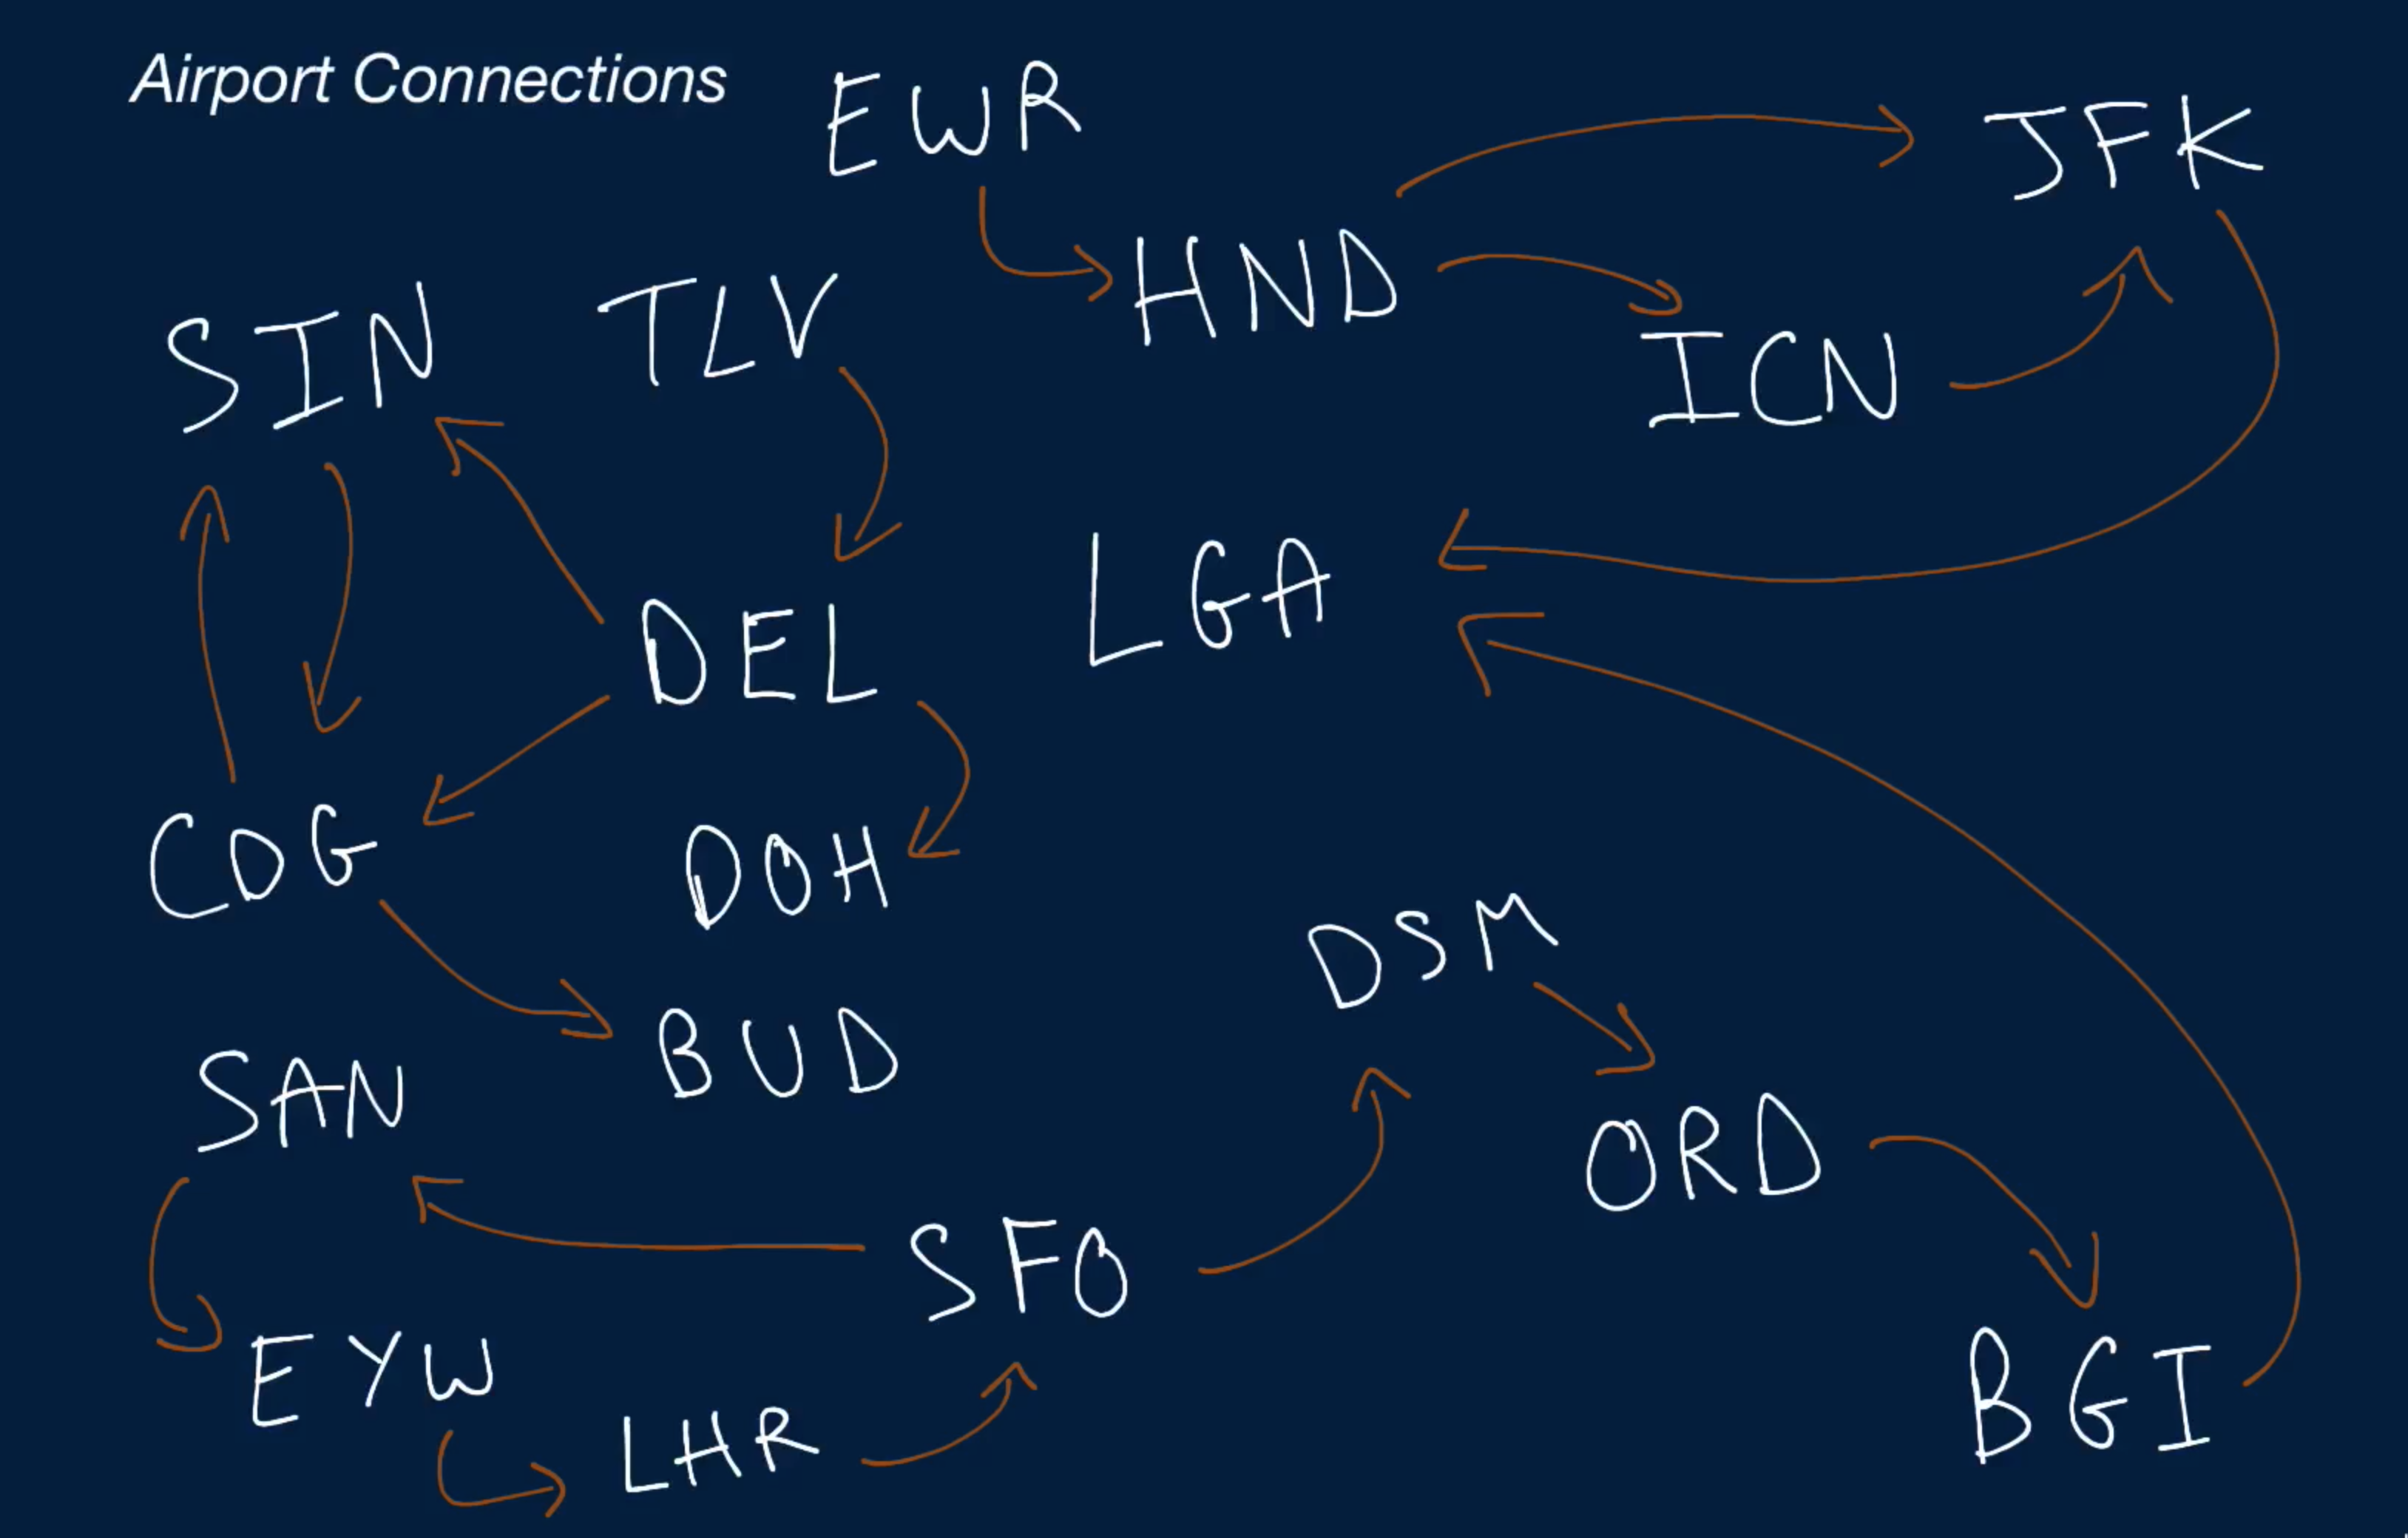 Airport Connections
EWR
JFK
HND
SIN
TLV
ICN
LGA
DEL
CDG
DOH
DSM
BUD
SAN
ORD
SFO
EYW
LHR
BGI